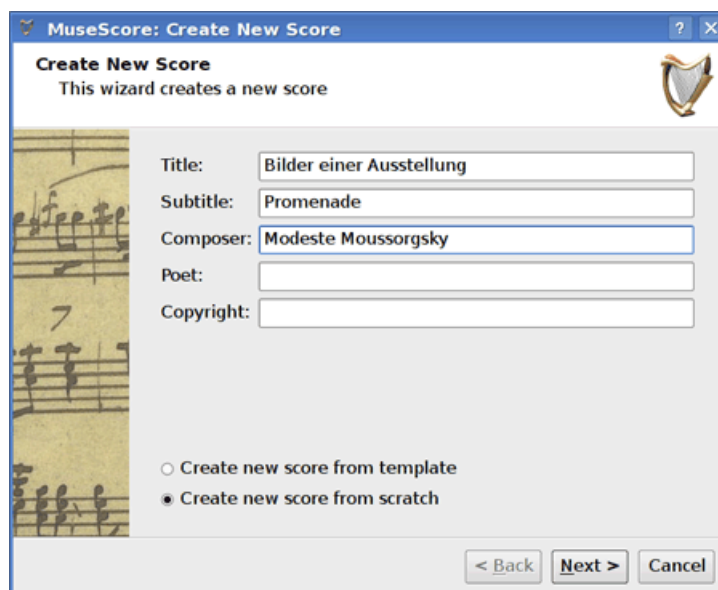 MuseScore: Create New Score ?
Create New Score
This wizard creates a new score
Title: Bilder einer Ausstellung
Subtitle: Promenade
Composer: Modeste Moussorgsky
Poet:
Copyright:
7
Create new score from template
Create new score from scratch
< Back Next > Cancel